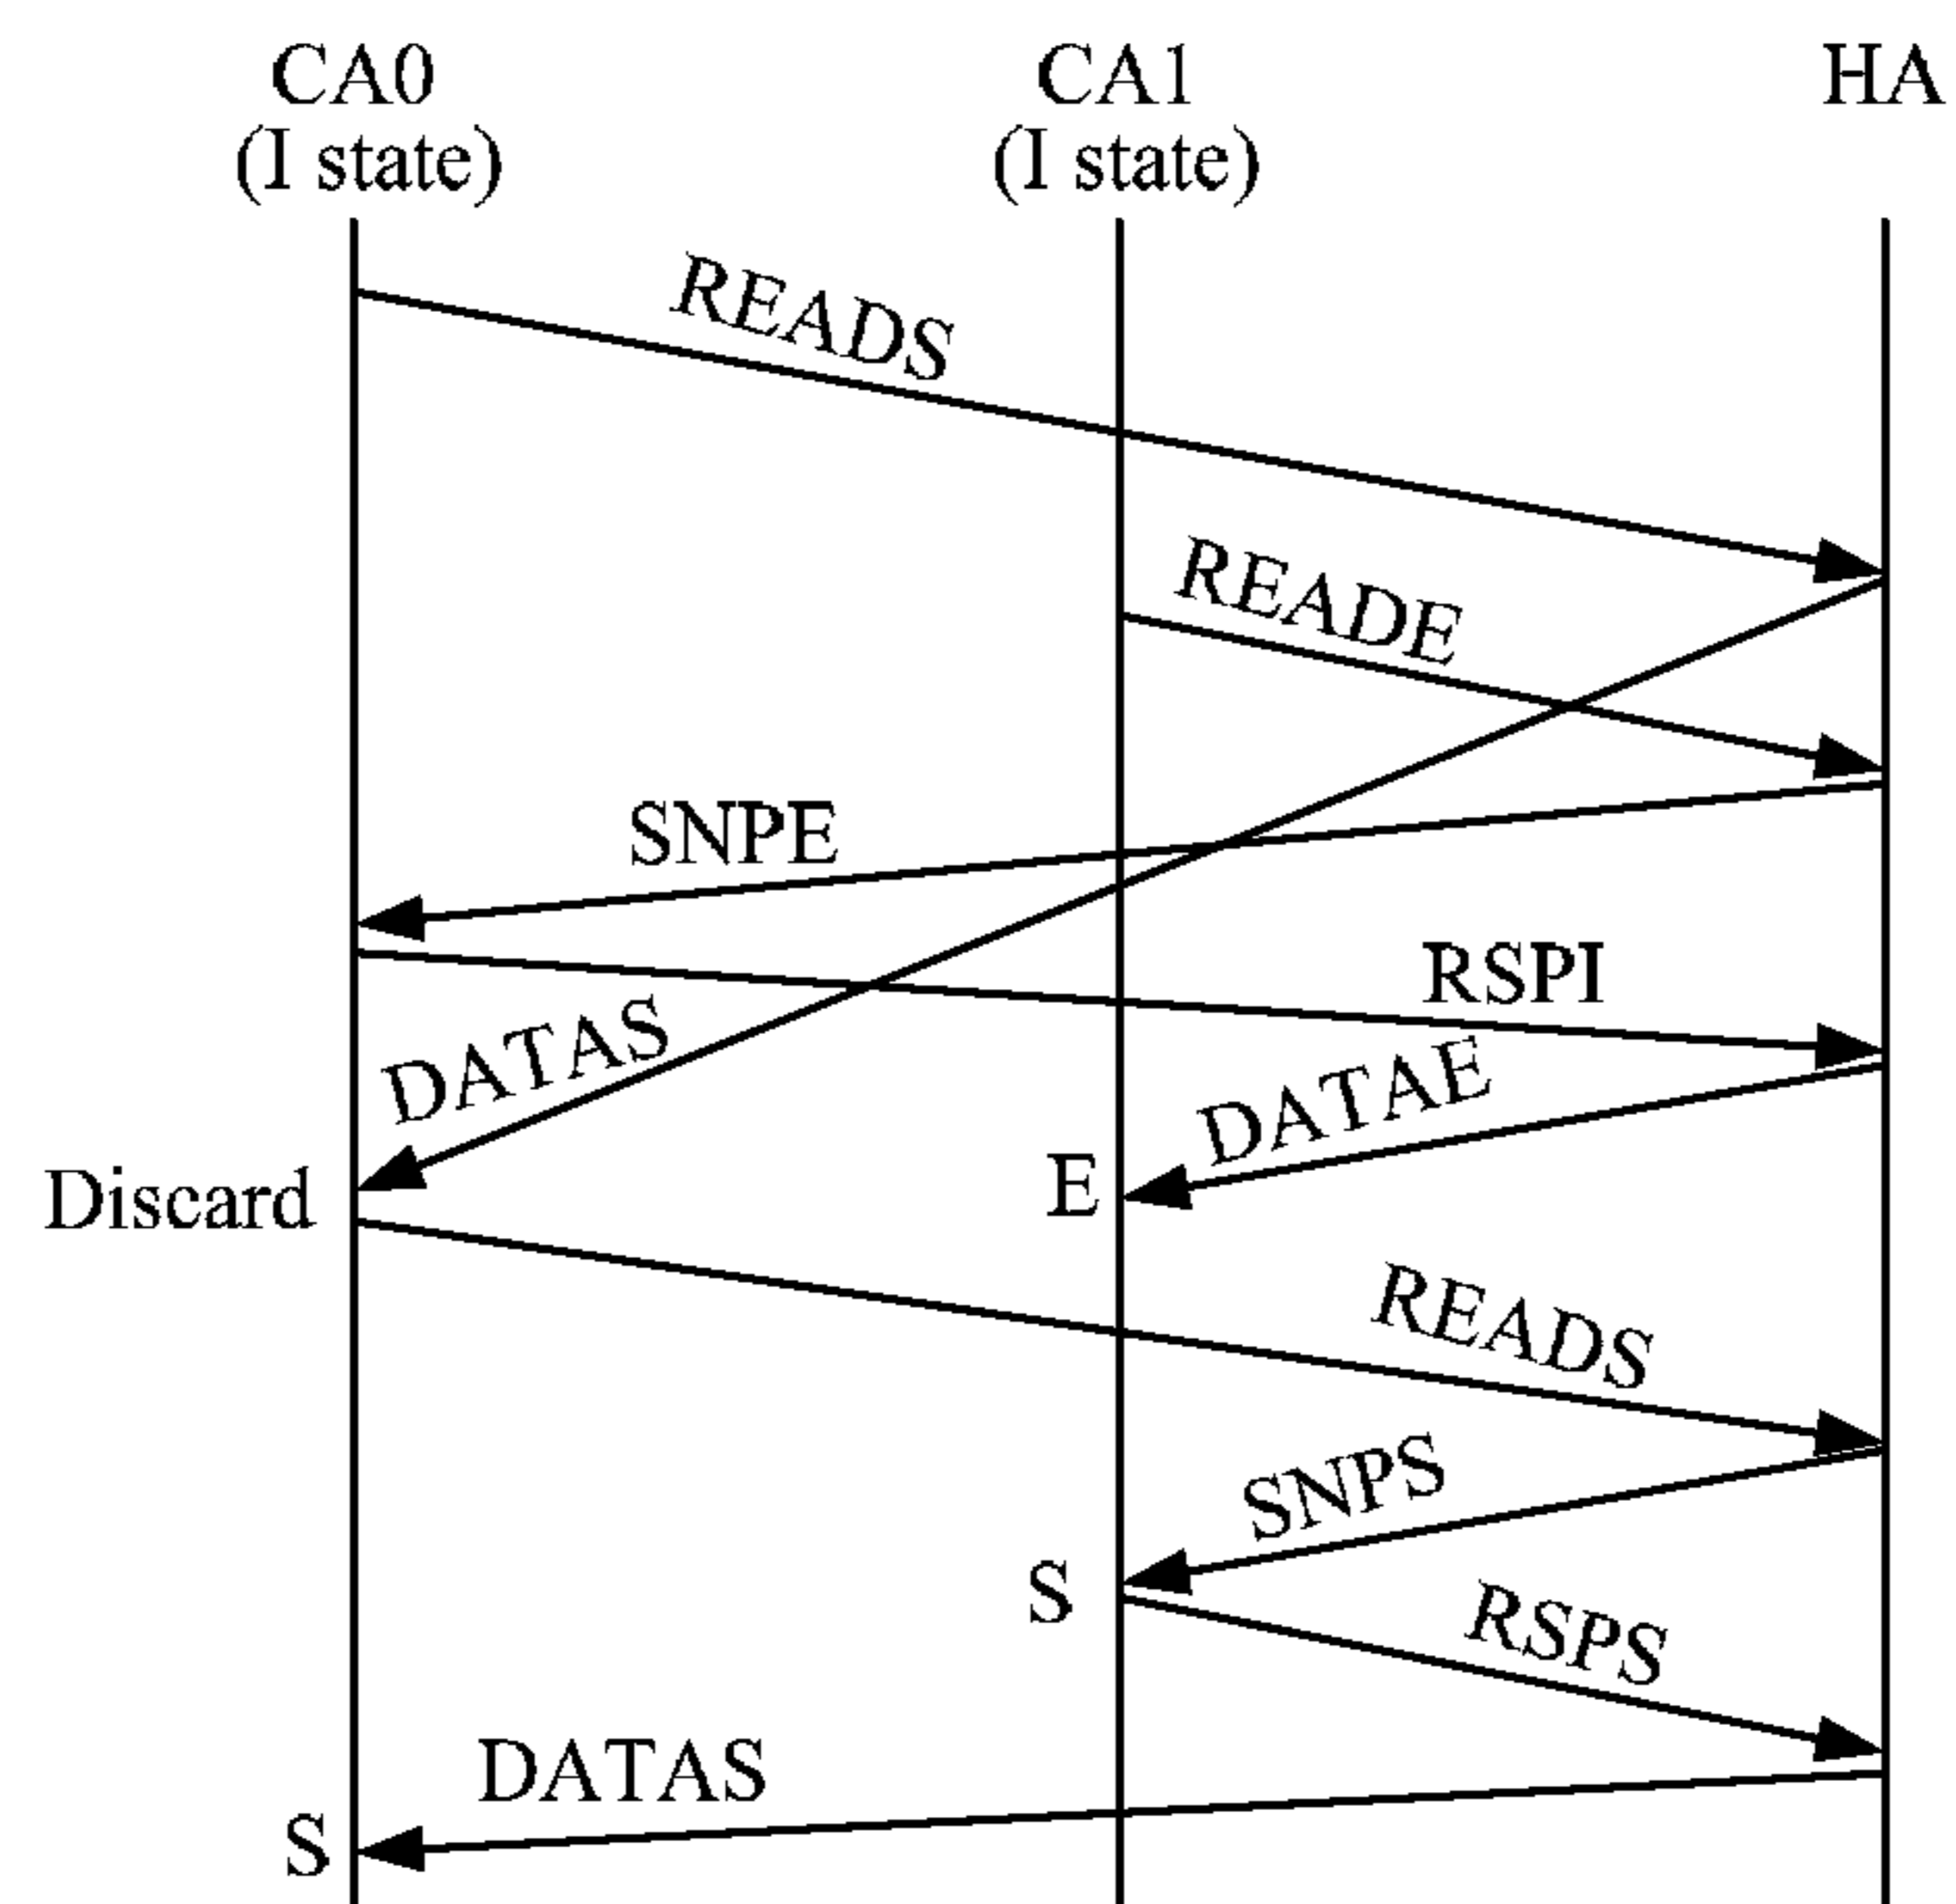 CA0
(I state)
CA1
(I state)
HA
READS
READE
SNPE
RSPI
DATAS
DATAE
Discard
E
READS
SNPS
S
RSPS
DATAS
S